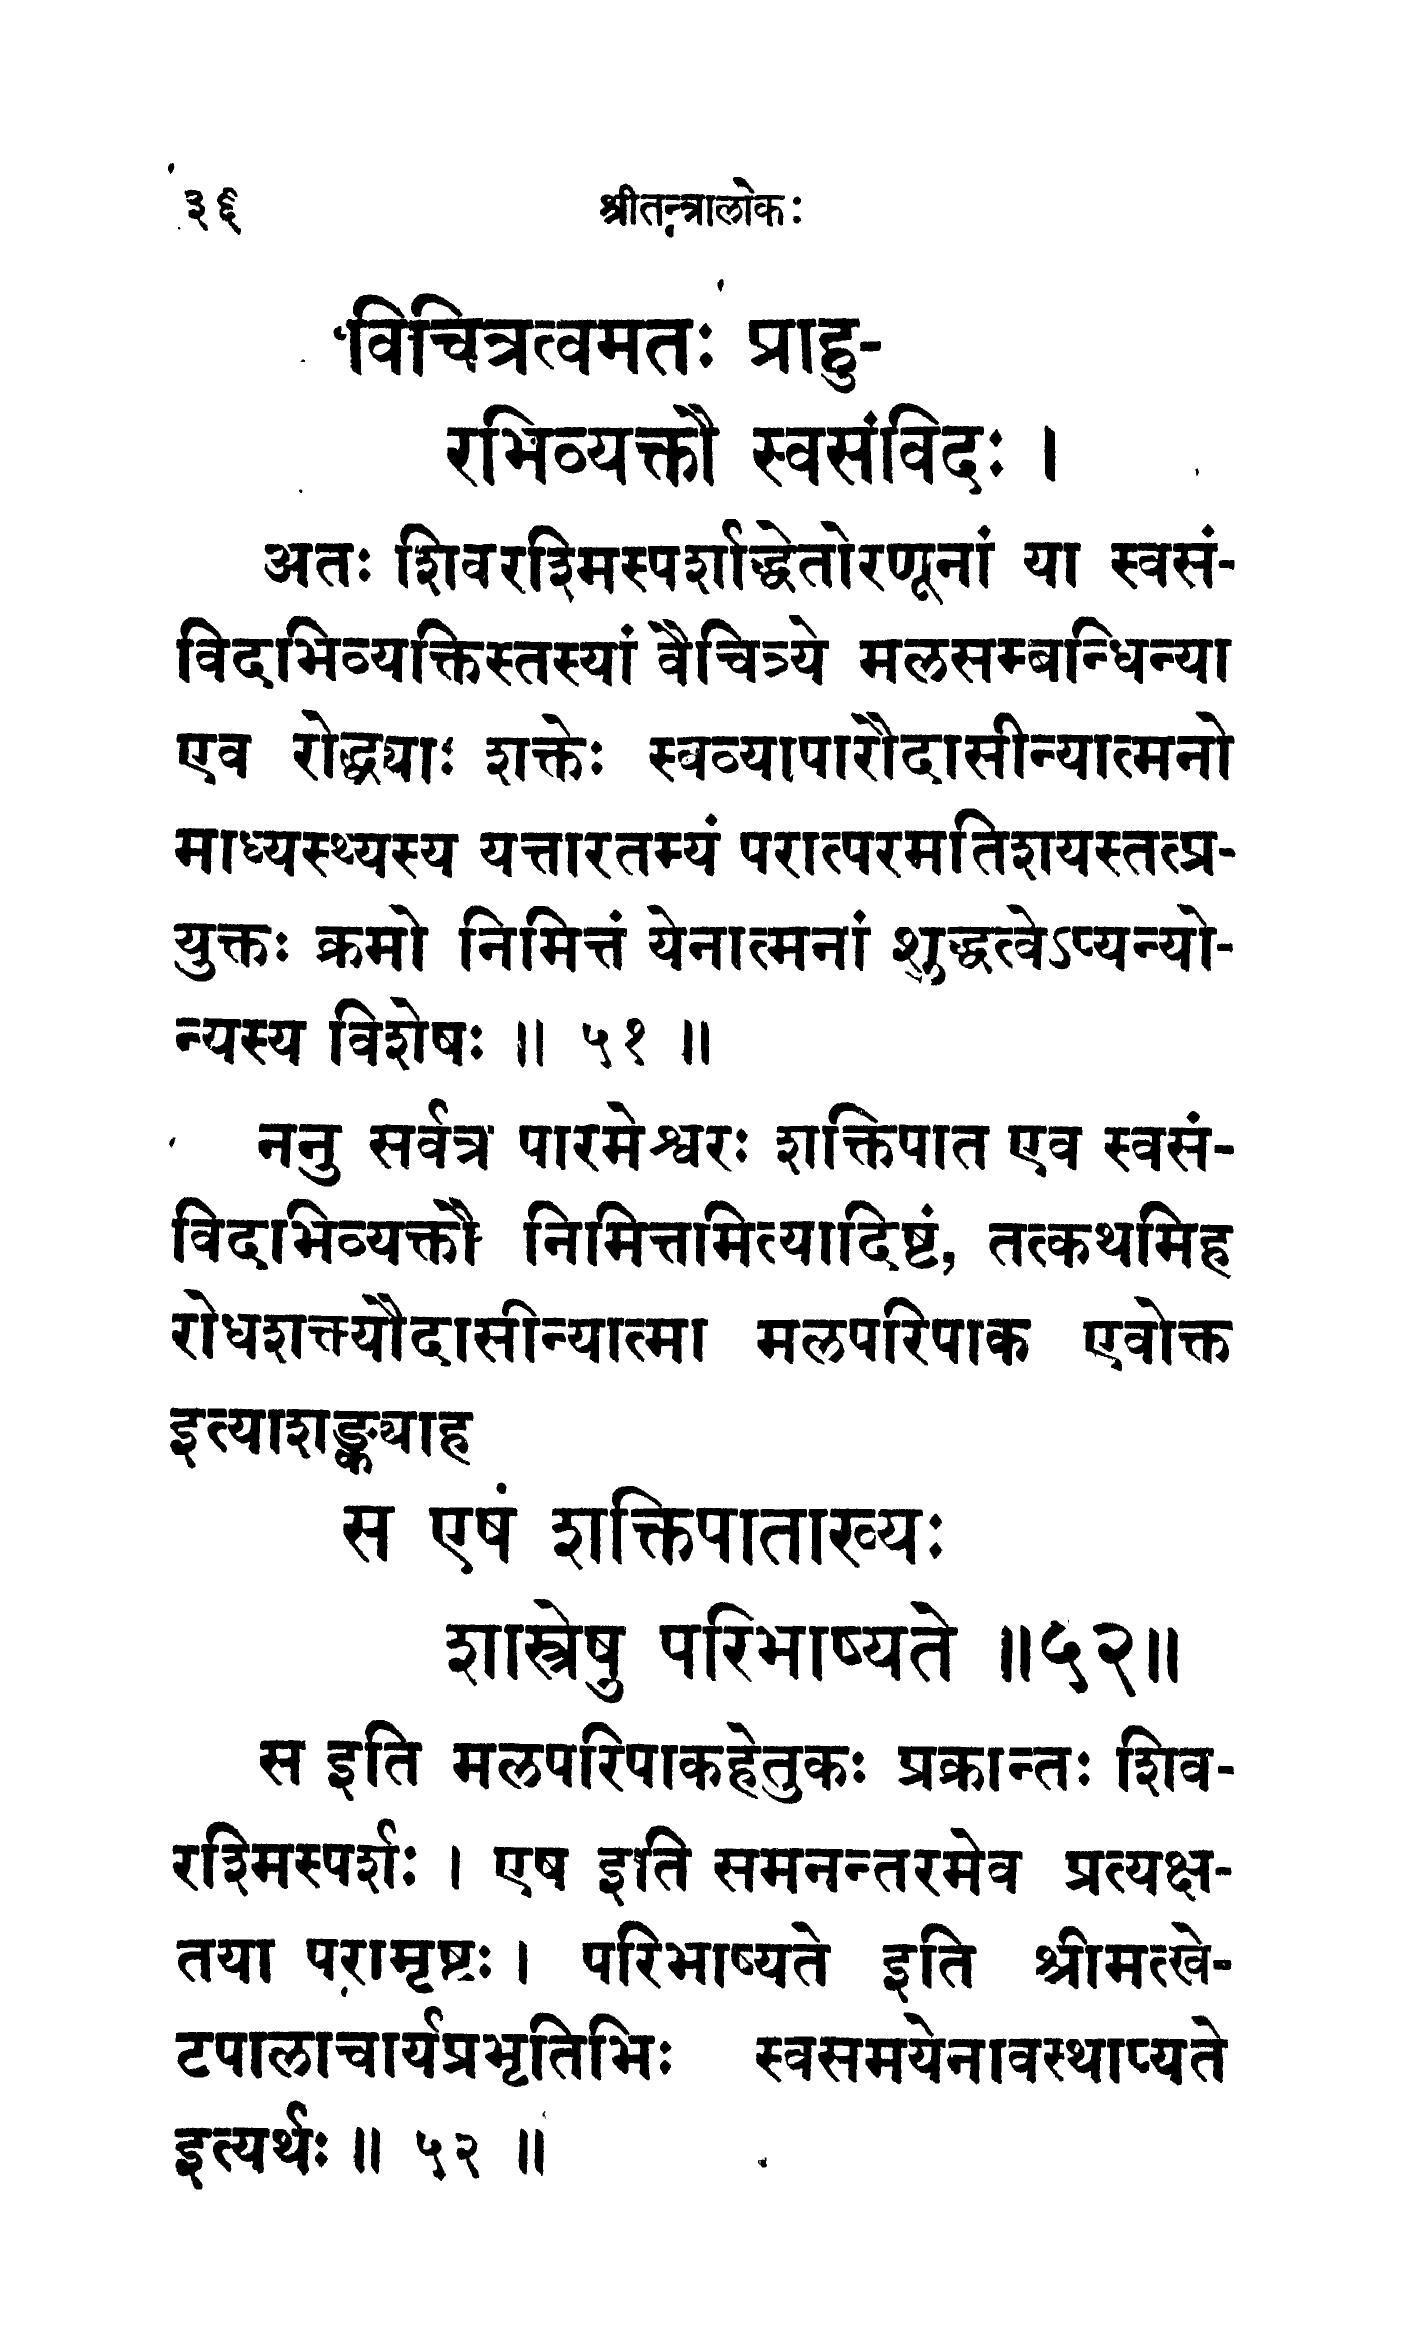 ३६ श्रीतन्त्रालोकः
विचित्रत्वमतः प्राहु-
रभिव्यक्तौ स्वसंविदः ।
अतः शिवरश्मिस्पर्शाद्धेतोरणूनां या स्वसं-
विदभिव्यक्तिस्तस्यां वैचित्र्ये मलसम्बन्धिन्या
एव रोद्ध्र्याः शक्तेः स्वव्यापारौदासीन्यात्मनो
माध्यस्थ्यस्य यत्तारतम्यं परात्परमतिशयस्तत्प्र-
युक्तः क्रमो निमित्तं येनात्मनां शुद्धत्वेऽप्यन्यो-
न्यस्य विशेषः ॥ ५१ ॥
ननु सर्वत्र पारमेश्वरः शक्तिपात एव स्वसं-
विदभिव्यक्तौ निमित्तमित्यादिष्टं, तत्कथमिह
रोधशक्त्यौदासीन्यात्मा मलपरिपाक एवोक्त
इत्याशङ्क्याह
स एषं शक्तिपाताख्यः
शास्त्रेषु परिभाष्यते ॥५२॥
स इति मलपरिपाकहेतुकः प्रक्रान्तः शिव-
रश्मिस्पर्शः । एष इति समनन्तरमेव प्रत्यक्ष-
तया परामृष्टः । परिभाष्यते इति श्रीमत्खे-
टपालाचार्यप्रभृतिभिः स्वसमयेनावस्थाप्यते
इत्यर्थः ॥ ५२ ॥